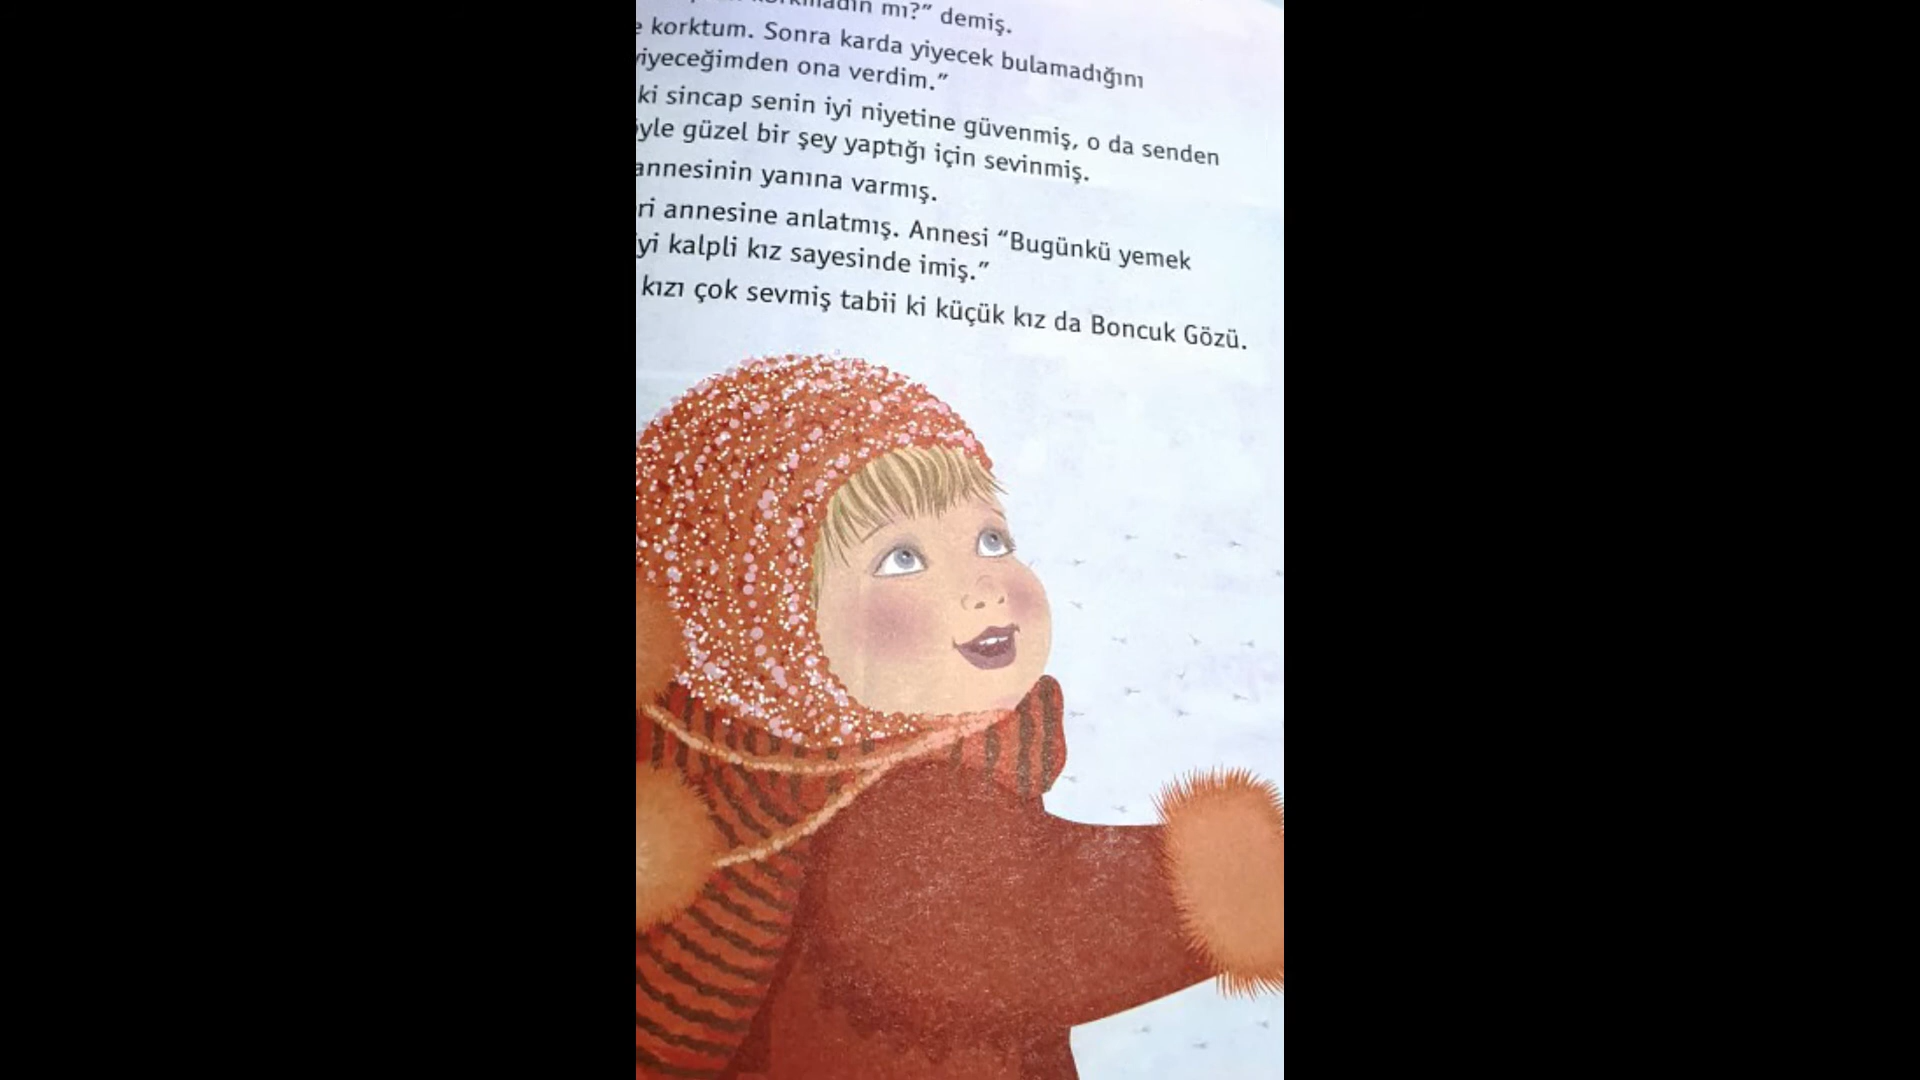 mı?” demiş.
korktum. Sonra karda yiyecek bulamadığını
yiyeceğimden ona verdim.”
ki sincap senin iyi niyetine güvenmiş, o da senden
güzel bir şey yaptığı için sevinmiş.
annesinin yanına varmış.
ri annesine anlatmış. Annesi “Bugünkü yemek
iyi kalpli kız sayesinde imiş.”
kızı çok sevmiş tabii ki küçük kız da Boncuk Gözü.